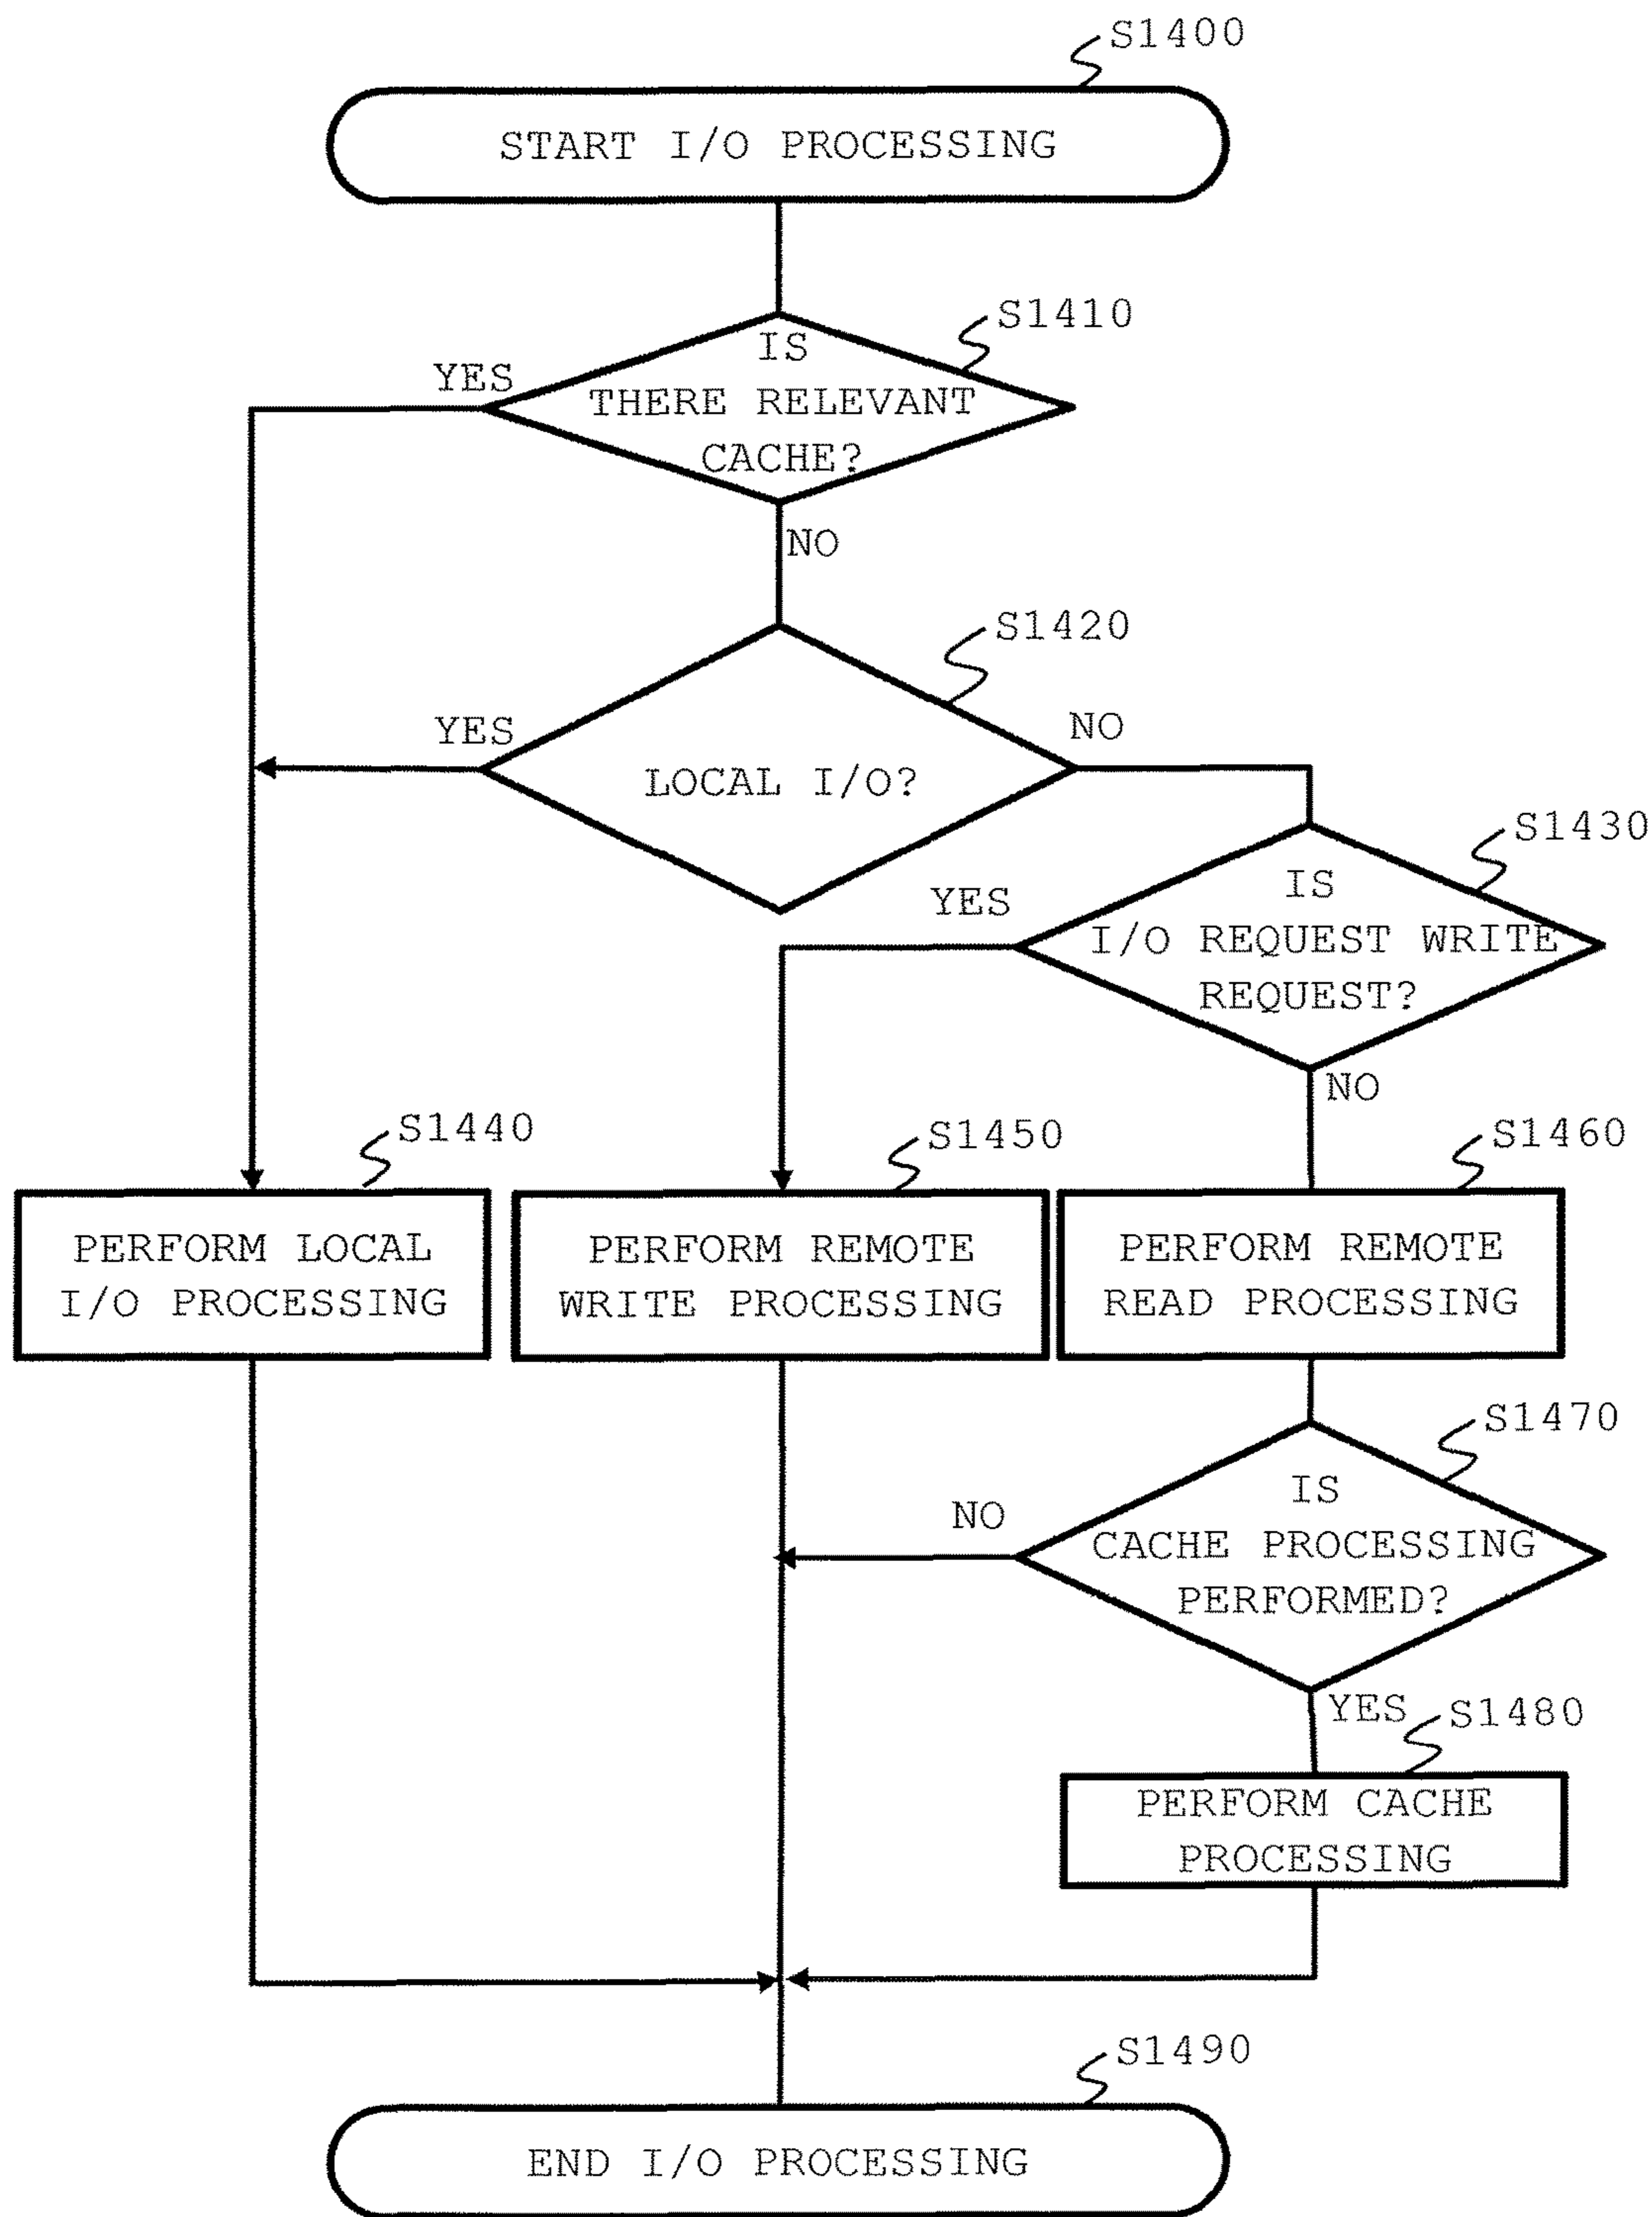 S1400
START I/O PROCESSING
S1410
IS
THERE RELEVANT
CACHE?
YES
NO
S1420
LOCAL I/O?
YES
NO
S1430
IS
I/O REQUEST WRITE
REQUEST?
YES
NO
S1440
PERFORM LOCAL
I/O PROCESSING
S1450
PERFORM REMOTE
WRITE PROCESSING
S1460
PERFORM REMOTE
READ PROCESSING
S1470
IS
CACHE PROCESSING
PERFORMED?
NO
YES
S1480
PERFORM CACHE
PROCESSING
S1490
END I/O PROCESSING